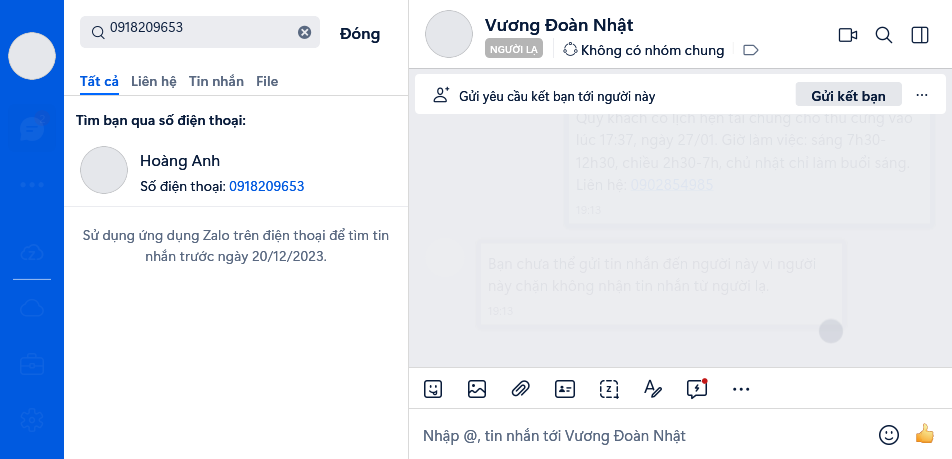 0918209653
Đóng
Tất cả Liên hệ Tin nhắn File
Tìm bạn qua số điện thoại:
Hoàng Anh
Số điện thoại: 0918209653
Sử dụng ứng dụng Zalo trên điện thoại để tìm tin
nhắn trước ngày 20/12/2023.
Vương Đoàn Nhật
NGƯỜI LẠ
Không có nhóm chung
Gửi yêu cầu kết bạn tới người này
Gửi kết bạn
Quý khách có lịch hẹn tái chủng cho thú cưng vào
lúc 17:37, ngày 27/01. Giờ làm việc: sáng 7h30-
12h30, chiều 2h30-7h, chủ nhật chỉ làm buổi sáng.
Liên hệ: 0902854985
19:13
Bạn chưa thể gửi tin nhắn đến người này vì người
này chặn không nhận tin nhắn từ người lạ.
19:13
Nhập @, tin nhắn tới Vương Đoàn Nhật